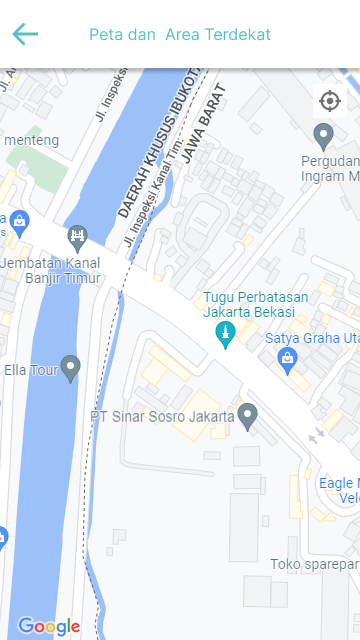 Peta dan Area Terdekat
Jl. Inspeksi
menteng
DAERAH KHUSUS IBUKOTA
JAWA BARAT
Jl. Inspeksi Kanal Tim
Pergudan
Ingram M
Jembatan Kanal
Banjir Timur
Tugu Perbatasan
Jakarta Bekasi
Satya Graha Uta
Ella Tour
PT Sinar Sosro Jakarta
Eagle
Vel
Toko sparepar
Google